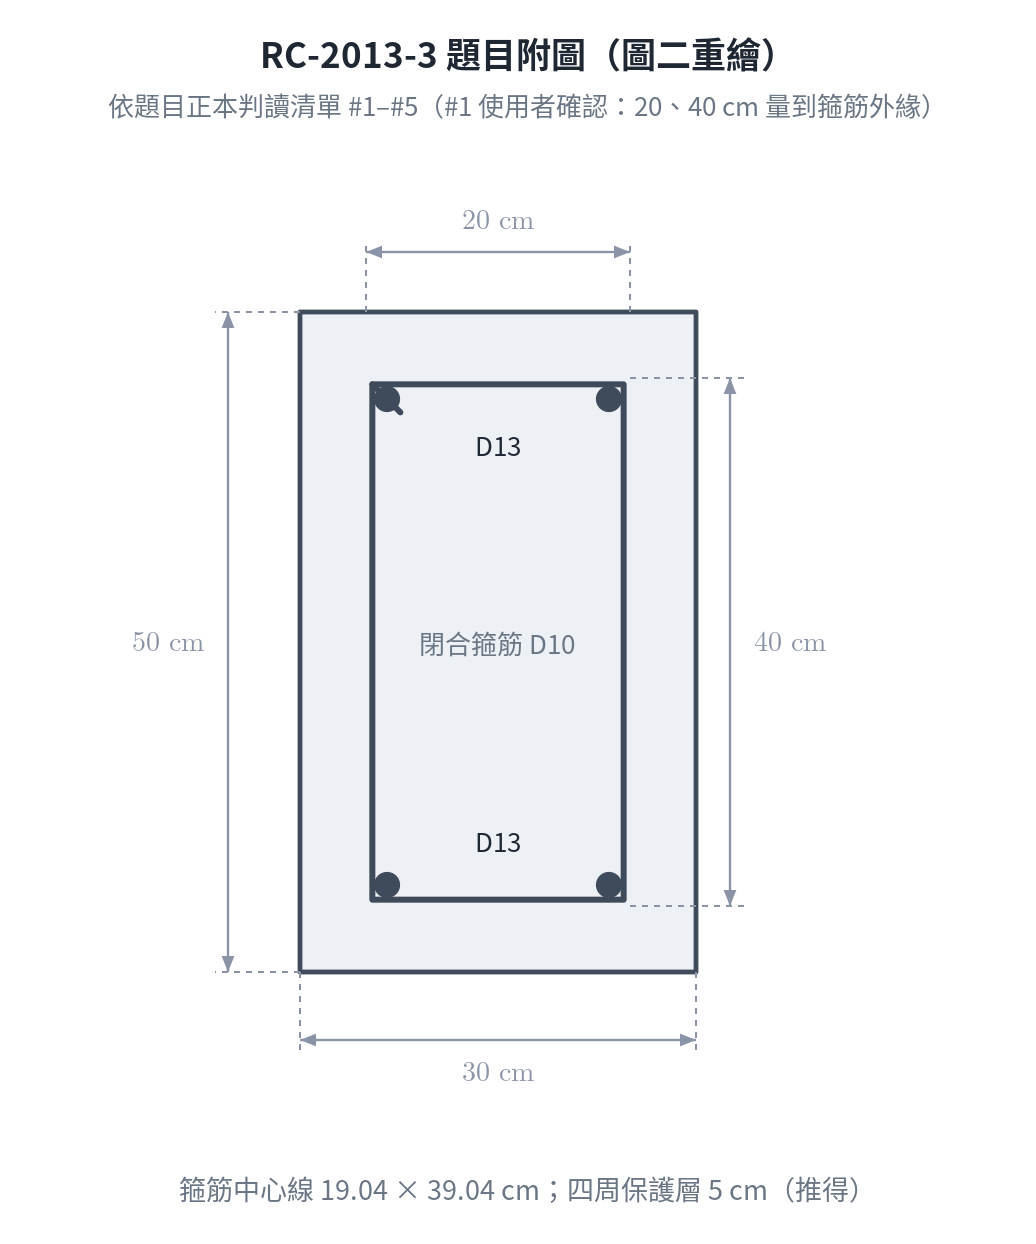 RC-2013-3 題目附圖（圖二重繪）
依題目正本判讀清單 #1–#5（#1 使用者確認：20、40 cm 量到箍筋外緣）
20 cm
D13
50 cm
閉合箍筋 D10
40 cm
D13
30 cm
箍筋中心線 19.04 × 39.04 cm；四周保護層 5 cm（推得）